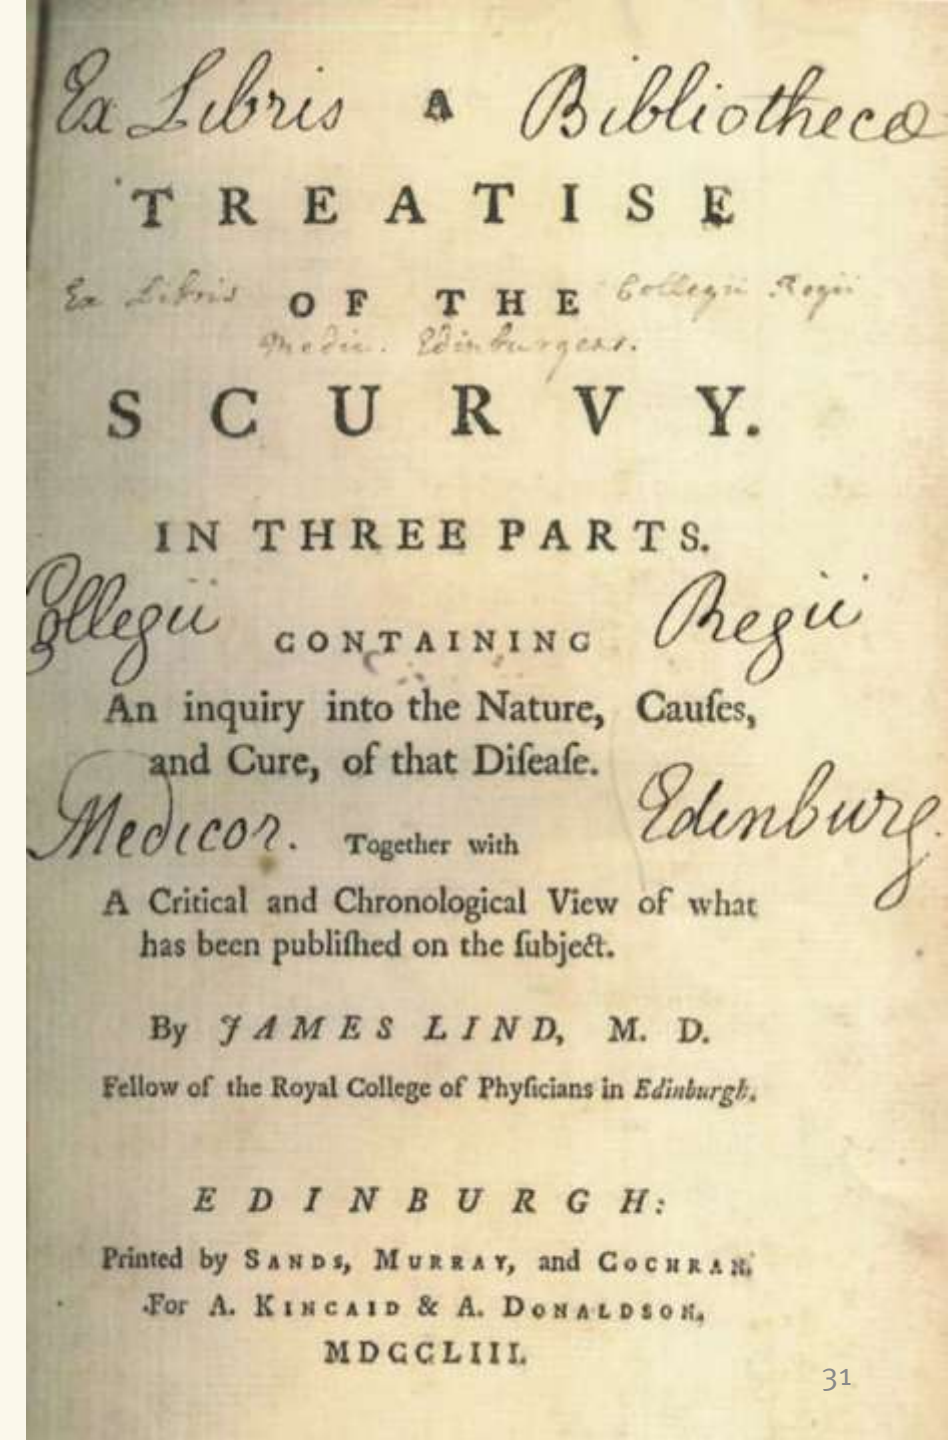 Ex Libris A Bibliotheca
TREATISE
Ex Libris OF THE Collegii Regii
Medic. Edinburgens.
SCURVY.
IN THREE PARTS.
Collegii CONTAINING Regii
An inquiry into the Nature, Cauſes,
and Cure, of that Diſeaſe.
Medicor. Together with Edinburg.
A Critical and Chronological View of what
has been publiſhed on the ſubject.
By JAMES LIND, M. D.
Fellow of the Royal College of Phyſicians in Edinburgh.
EDINBURGH:
Printed by SANDS, MURRAY, and COCHRAN.
For A. KINCAID & A. DONALDSON.
MDCCLIII.
31